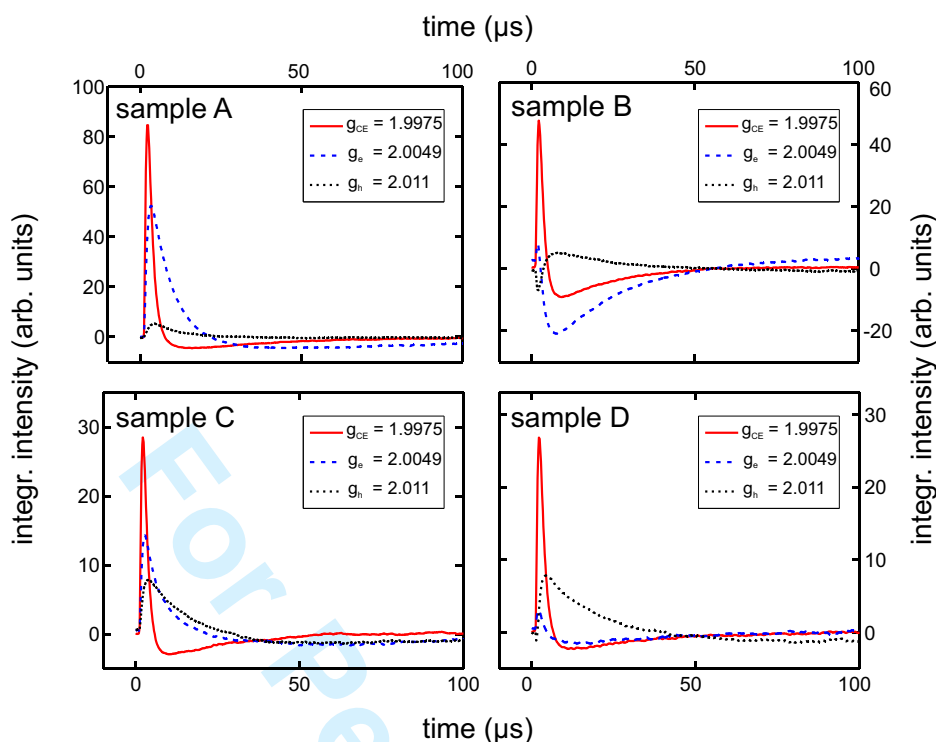 time (µs)
0 50 100
0 50 100
100
80
60
40
20
0
sample A
g_CE = 1.9975
g_e = 2.0049
g_h = 2.011
sample B
g_CE = 1.9975
g_e = 2.0049
g_h = 2.011
60
40
20
0
-20
integr. intensity (arb. units)
integr. intensity (arb. units)
30
20
10
0
sample C
g_CE = 1.9975
g_e = 2.0049
g_h = 2.011
sample D
g_CE = 1.9975
g_e = 2.0049
g_h = 2.011
30
20
10
0
0 50 100
0 50 100
time (µs)
For Pe